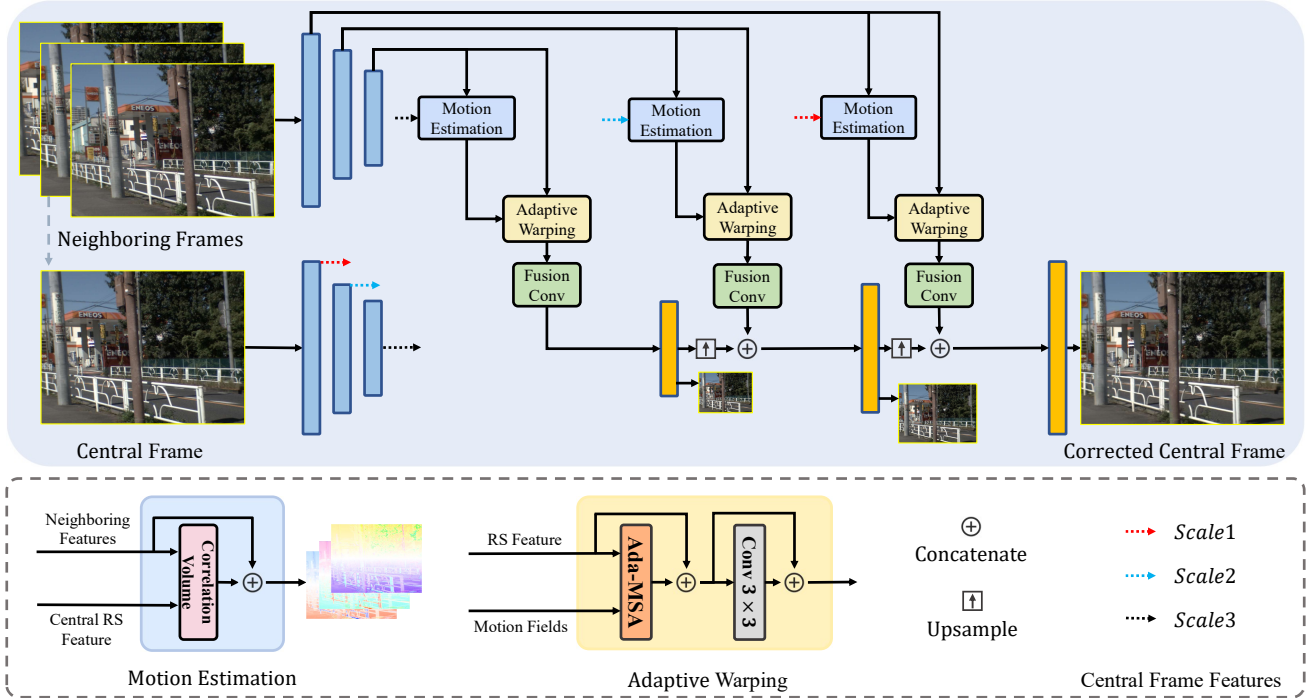 ENEOS
Neighboring Frames
Motion
Estimation
Motion
Estimation
Motion
Estimation
Adaptive
Warping
Adaptive
Warping
Adaptive
Warping
Fusion
Conv
Fusion
Conv
Fusion
Conv
ENEOS
Central Frame
Corrected Central Frame
Neighboring
Features
Central RS
Feature
Correlation
Volume
Motion Estimation
RS Feature
Motion Fields
Ada-MSA
Conv 3 × 3
Adaptive Warping
Concatenate
Upsample
Scale1
Scale2
Scale3
Central Frame Features